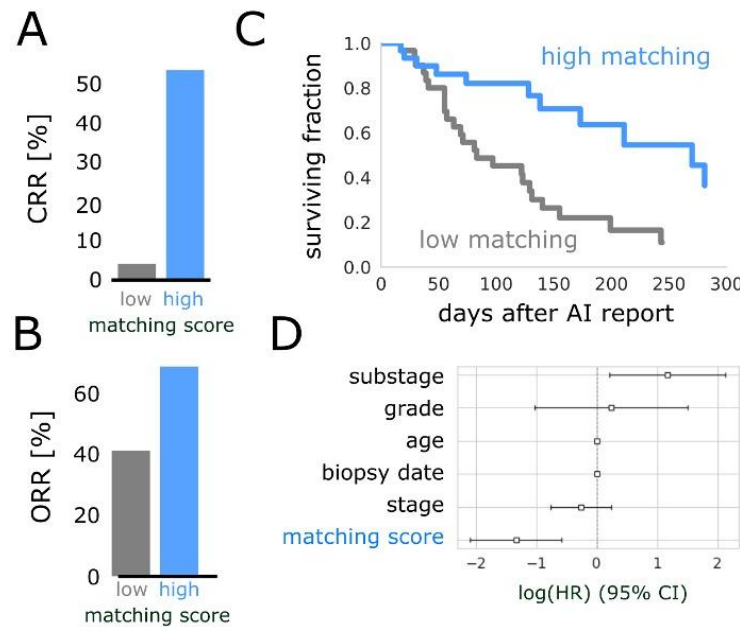 A
CRR [%]
50
40
30
20
10
0
low high
matching score
B
ORR [%]
60
40
20
0
low high
matching score
C
surviving fraction
1.0
0.8
0.6
0.4
0.2
0.0
high matching
low matching
0 50 100 150 200 250 300
days after AI report
D
substage
grade
age
biopsy date
stage
matching score
−2 −1 0 1 2
log(HR) (95% CI)